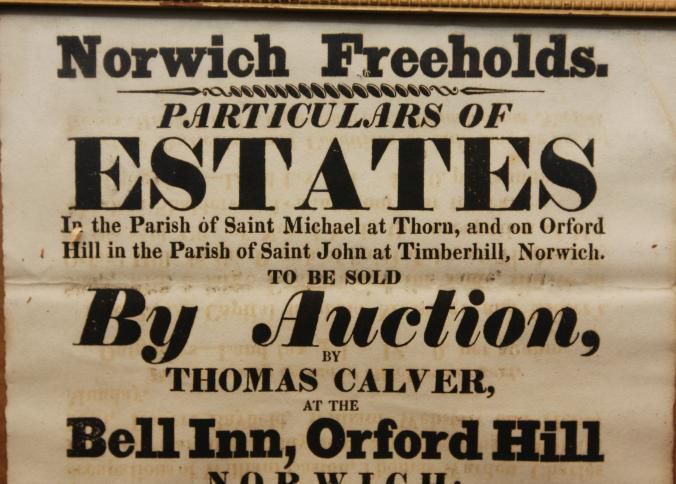 Norwich Freeholds.
PARTICULARS OF
ESTATES
In the Parish of Saint Michael at Thorn, and on Orford
Hill in the Parish of Saint John at Timberhill, Norwich.
TO BE SOLD
By Auction,
BY
THOMAS CALVER,
AT THE
Bell Inn, Orford Hill
NORWICH: